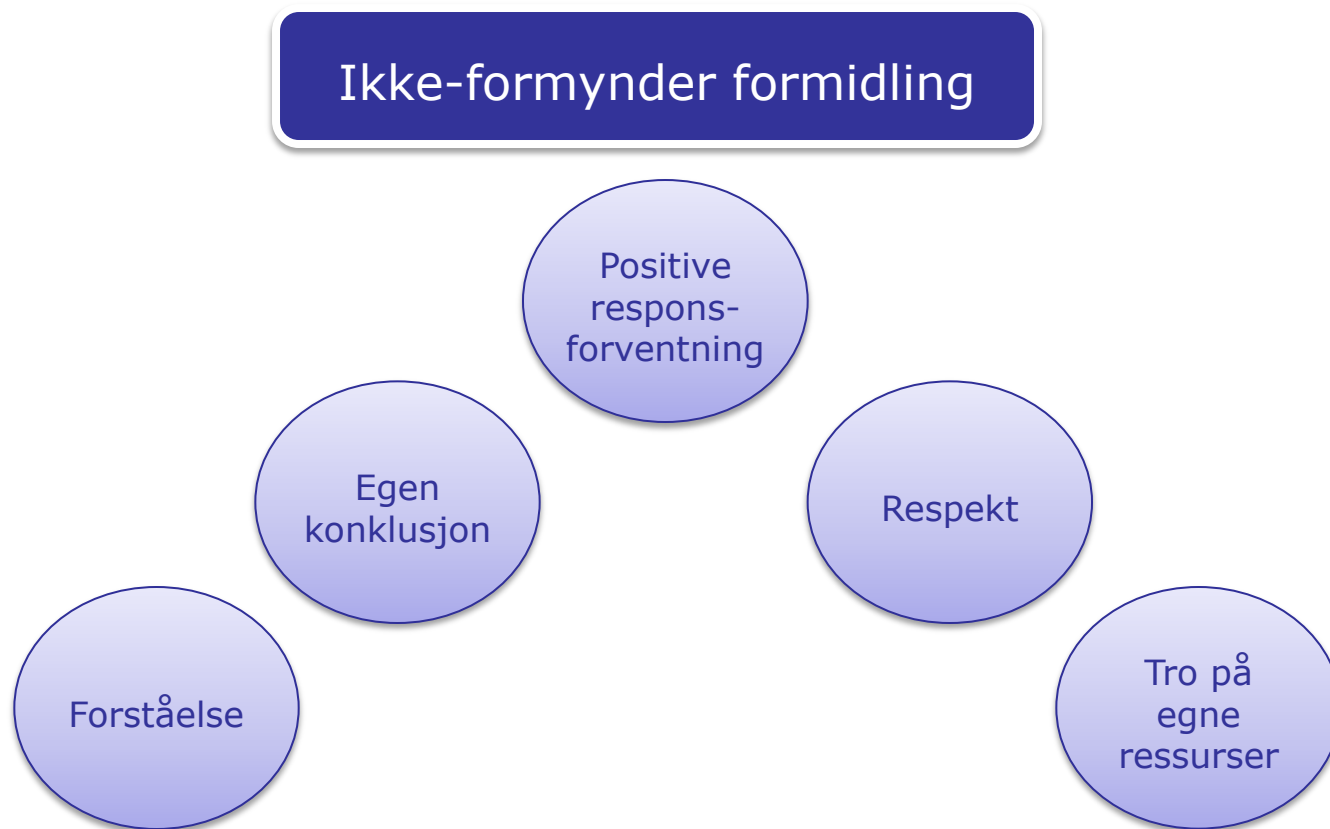 Ikke-formynder formidling
Positive
respons-
forventning
Egen
konklusjon
Respekt
Forståelse
Tro på
egne
ressurser